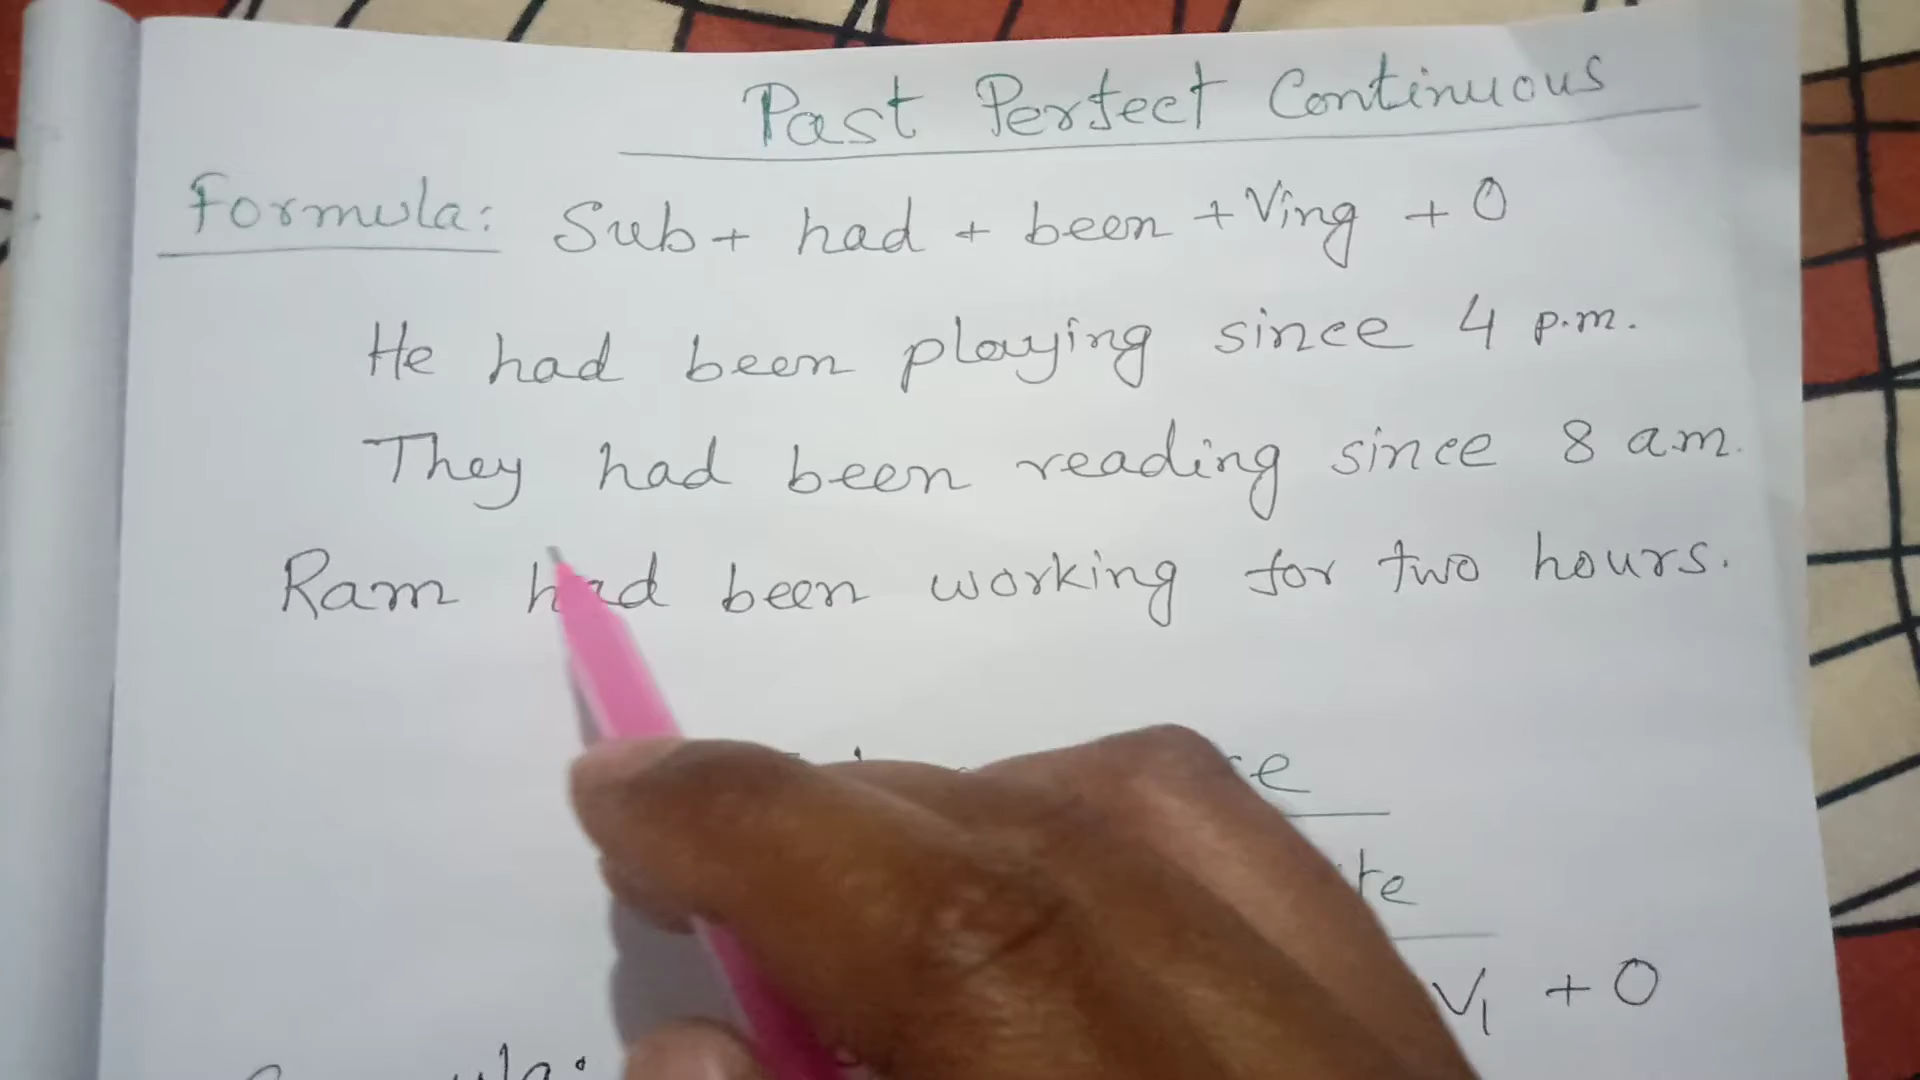 Past Perfect Continuous
Formula: Sub + had + been + Ving + O
He had been playing since 4 p.m.
They had been reading since 8 a.m.
Ram had been working for two hours.
V1 + O